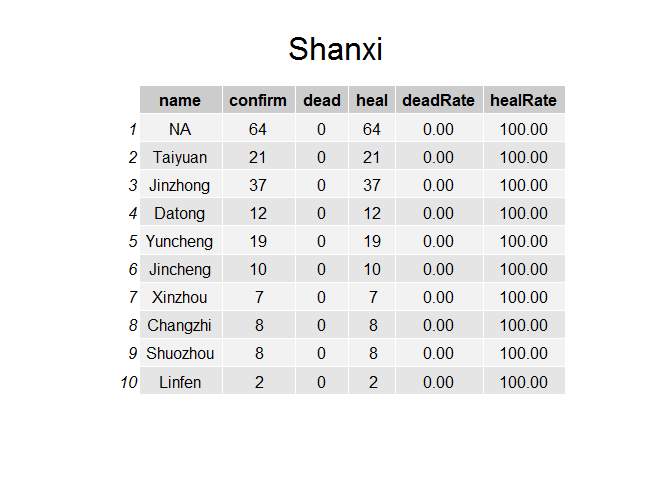 Shanxi
name confirm dead heal deadRate healRate
1 NA 64 0 64 0.00 100.00
2 Taiyuan 21 0 21 0.00 100.00
3 Jinzhong 37 0 37 0.00 100.00
4 Datong 12 0 12 0.00 100.00
5 Yuncheng 19 0 19 0.00 100.00
6 Jincheng 10 0 10 0.00 100.00
7 Xinzhou 7 0 7 0.00 100.00
8 Changzhi 8 0 8 0.00 100.00
9 Shuozhou 8 0 8 0.00 100.00
10 Linfen 2 0 2 0.00 100.00